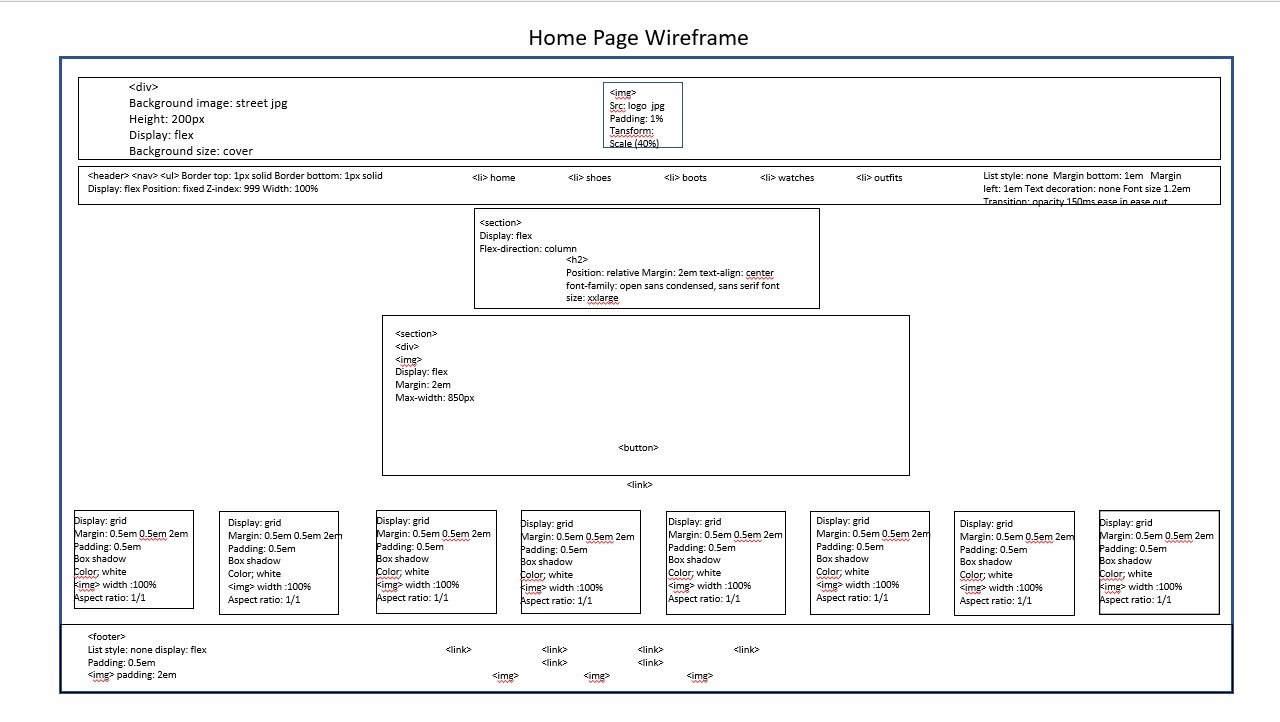 Home Page Wireframe
<div>
Background image: street jpg
Height: 200px
Display: flex
Background size: cover
<img>
Src: logo jpg
Padding: 1%
Tansform:
Scale (40%)
<header> <nav> <ul> Border top: 1px solid Border bottom: 1px solid
Display: flex Position: fixed Z-index: 999 Width: 100%
<li> home
<li> shoes
<li> boots
<li> watches
<li> outfits
List style: none Margin bottom: 1em Margin
left: 1em Text decoration: none Font size 1.2em
Transition: opacity 150ms ease in ease out
<section>
Display: flex
Flex-direction: column
<h2>
Position: relative Margin: 2em text-align: center
font-family: open sans condensed, sans serif font
size: xxlarge
<section>
<div>
<img>
Display: flex
Margin: 2em
Max-width: 850px
<button>
<link>
Display: grid
Margin: 0.5em 0.5em 2em
Padding: 0.5em
Box shadow
Color; white
<img> width :100%
Aspect ratio: 1/1
Display: grid
Margin: 0.5em 0.5em 2em
Padding: 0.5em
Box shadow
Color; white
<img> width :100%
Aspect ratio: 1/1
Display: grid
Margin: 0.5em 0.5em 2em
Padding: 0.5em
Box shadow
Color; white
<img> width :100%
Aspect ratio: 1/1
Display: grid
Margin: 0.5em 0.5em 2em
Padding: 0.5em
Box shadow
Color; white
<img> width :100%
Aspect ratio: 1/1
Display: grid
Margin: 0.5em 0.5em 2em
Padding: 0.5em
Box shadow
Color; white
<img> width :100%
Aspect ratio: 1/1
Display: grid
Margin: 0.5em 0.5em 2em
Padding: 0.5em
Box shadow
Color; white
<img> width :100%
Aspect ratio: 1/1
Display: grid
Margin: 0.5em 0.5em 2em
Padding: 0.5em
Box shadow
Color; white
<img> width :100%
Aspect ratio: 1/1
Display: grid
Margin: 0.5em 0.5em 2em
Padding: 0.5em
Box shadow
Color; white
<img> width :100%
Aspect ratio: 1/1
<footer>
List style: none display: flex
Padding: 0.5em
<img> padding: 2em
<link> <link> <link> <link>
<link> <link>
<img> <img> <img>